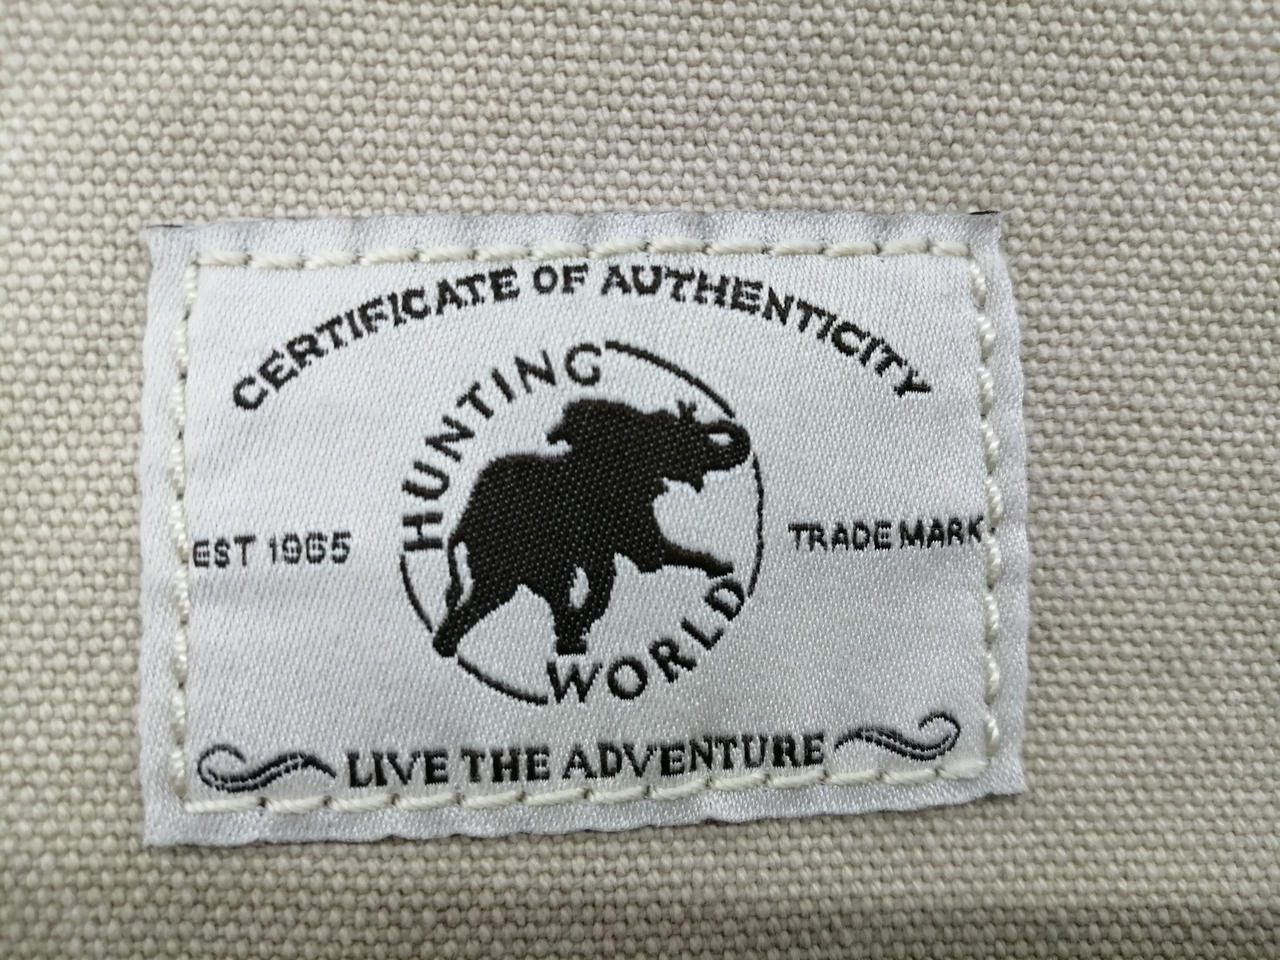 CERTIFICATE OF AUTHENTICITY
HUNTING
EST 1965
TRADE MARK
WORLD
LIVE THE ADVENTURE